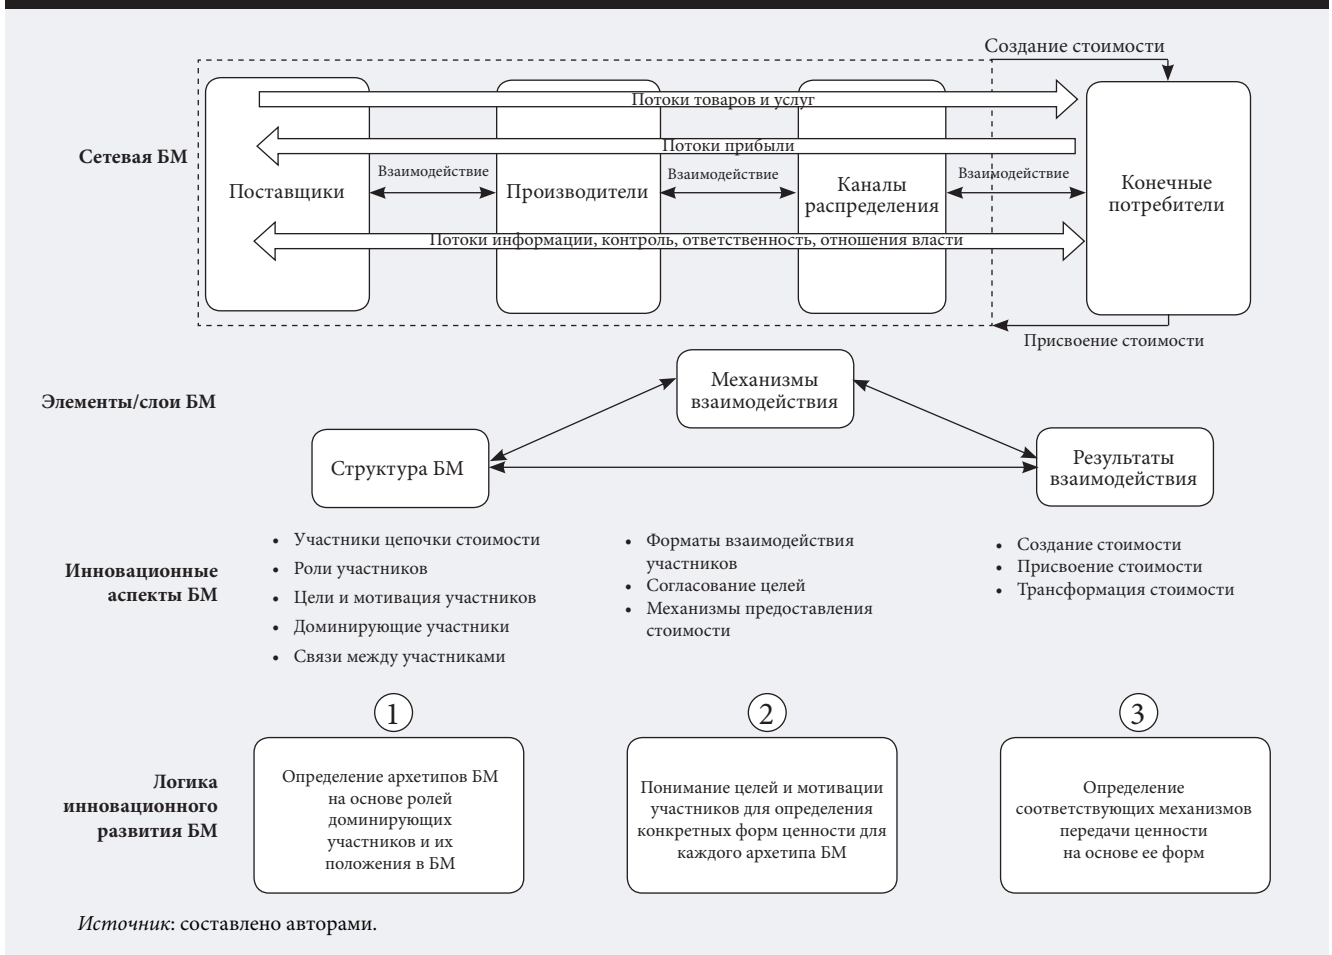 Создание стоимости
Потоки товаров и услуг
Потоки прибыли
Сетевая БМ
Взаимодействие
Взаимодействие
Взаимодействие
Поставщики
Производители
Каналы
распределения
Конечные
потребители
Потоки информации, контроль, ответственность, отношения власти
Присвоение стоимости
Элементы/слои БМ
Механизмы
взаимодействия
Структура БМ
Результаты
взаимодействия
Инновационные
аспекты БМ
• Участники цепочки стоимости
• Роли участников
• Цели и мотивация участников
• Доминирующие участники
• Связи между участниками
• Форматы взаимодействия
участников
• Согласование целей
• Механизмы предоставления
стоимости
• Создание стоимости
• Присвоение стоимости
• Трансформация стоимости
1
2
3
Логика
инновационного
развития БМ
Определение архетипов БМ
на основе ролей
доминирующих
участников и их
положения в БМ
Понимание целей и мотивации
участников для определения
конкретных форм ценности для
каждого архетипа БМ
Определение
соответствующих механизмов
передачи ценности
на основе ее форм
Источник: составлено авторами.